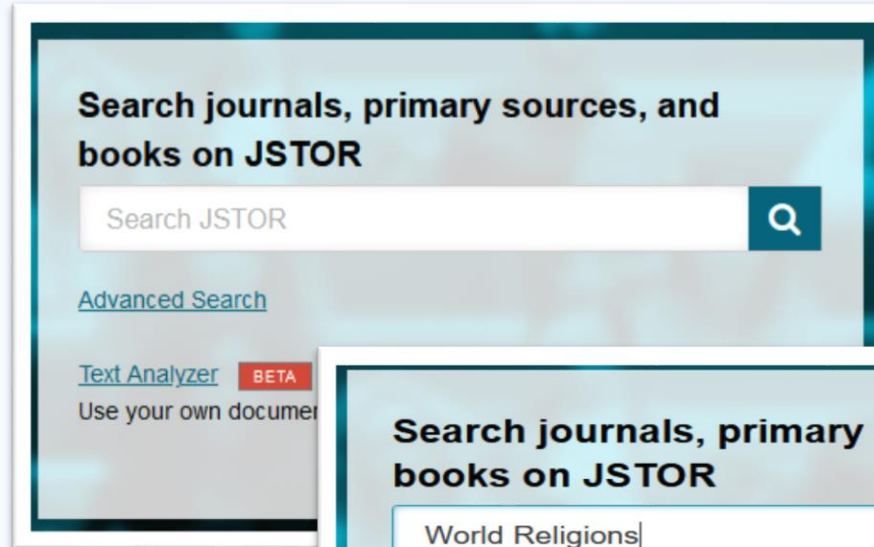 Search journals, primary sources, and
books on JSTOR
Search JSTOR
Advanced Search
Text Analyzer BETA
Use your own
Search journals, primary
books on JSTOR
World Religions